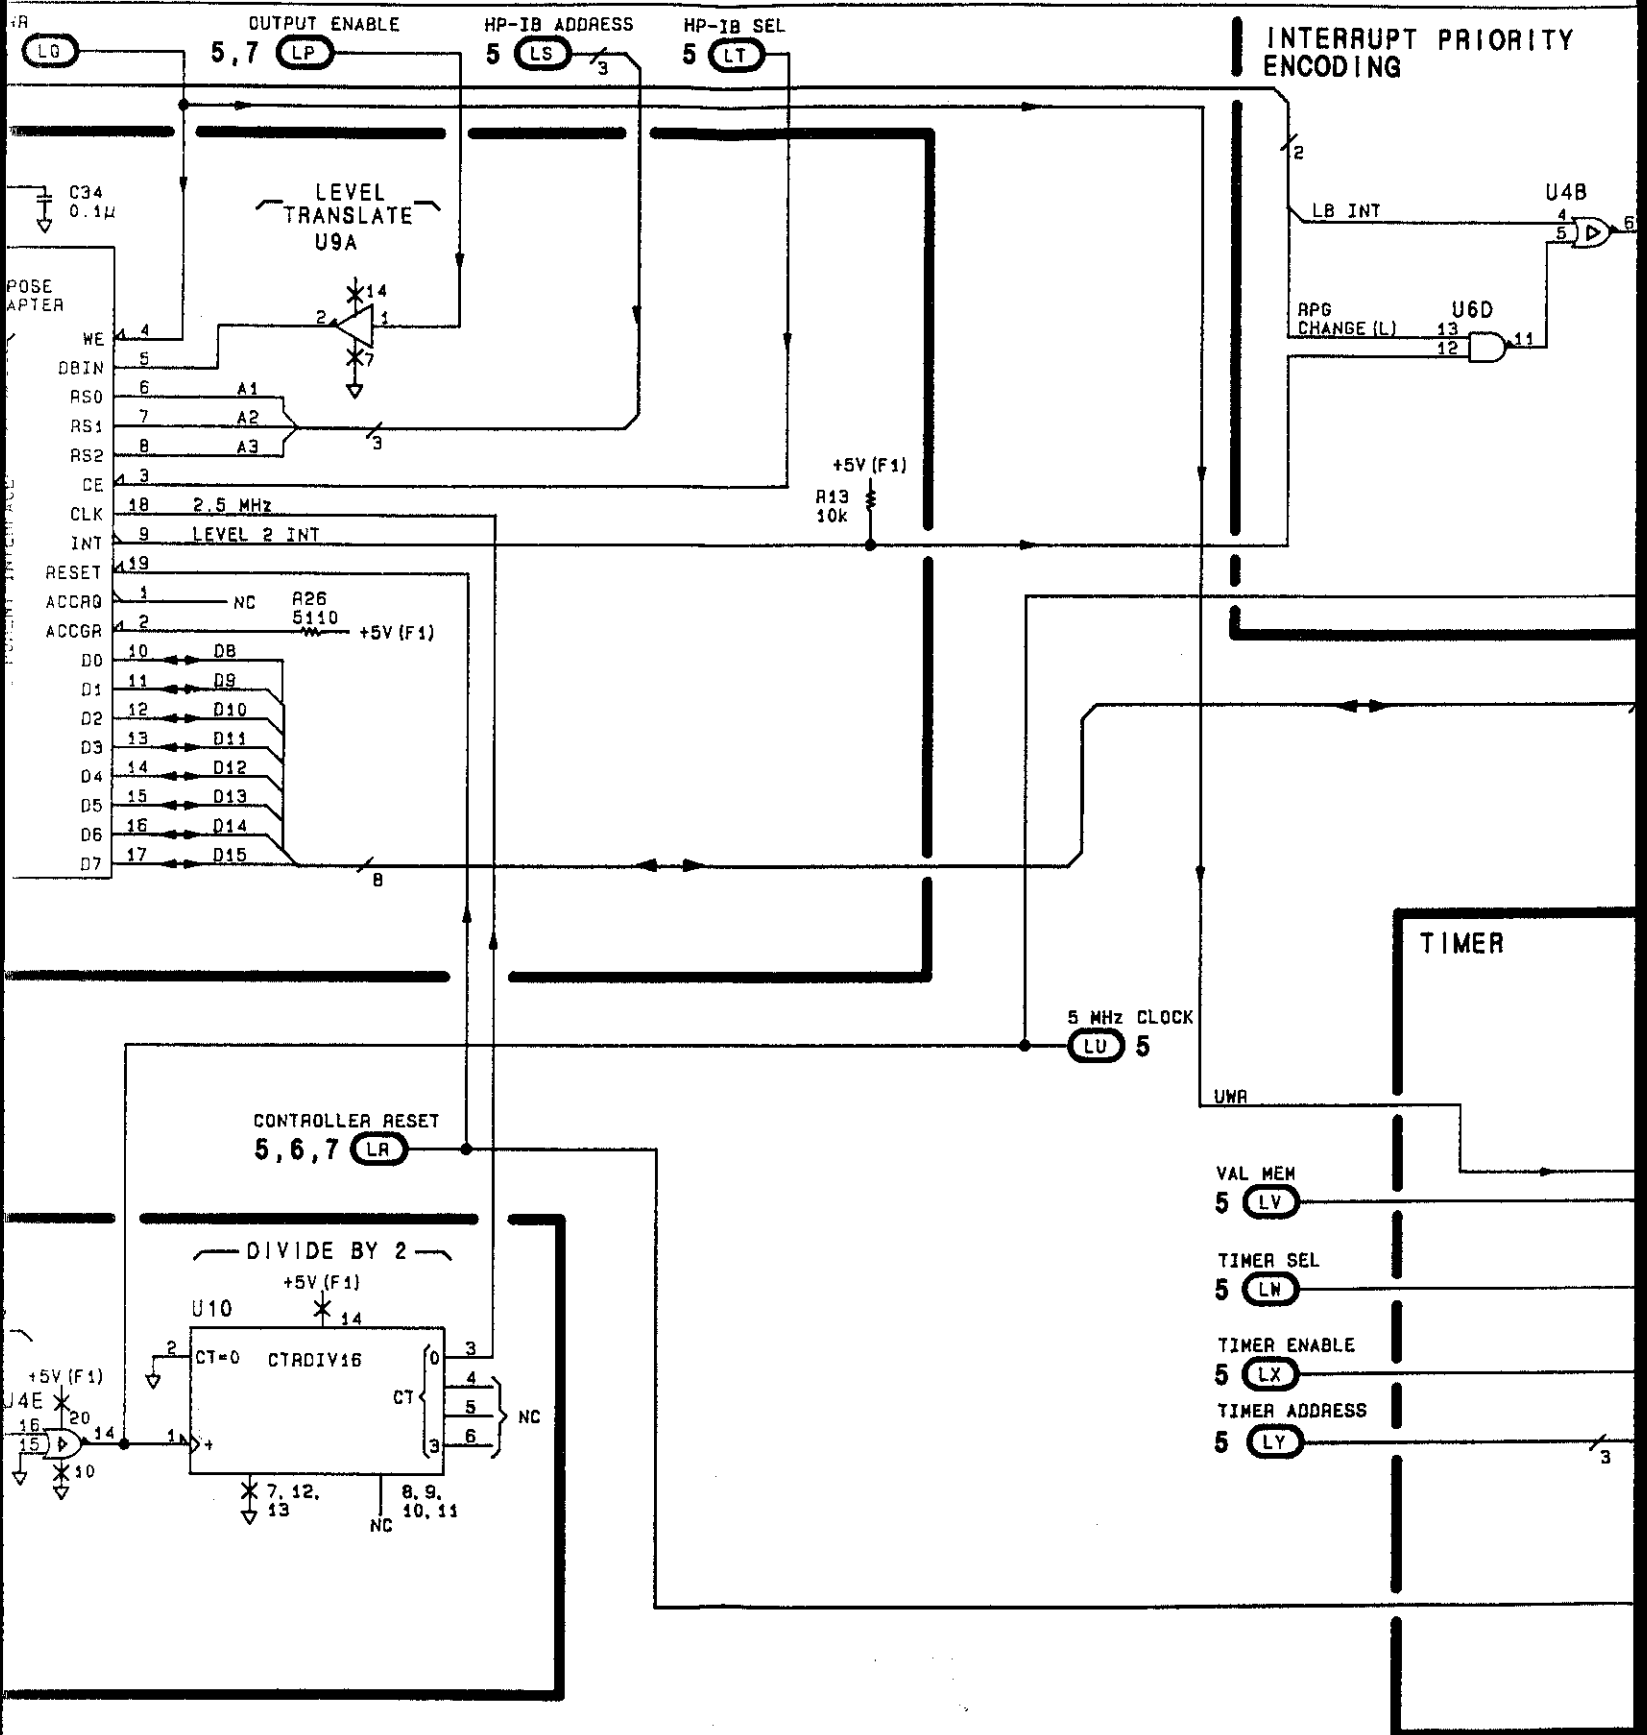 OUTPUT ENABLE
5,7 LP
HP-IB ADDRESS
5 LS
3
HP-IB SEL
5 LT
INTERRUPT PRIORITY
ENCODING
2
C34
0.1µ
LEVEL
TRANSLATE
U9A
14
2
1
7
LB INT
U4B
4
5
6
RPG
CHANGE(L)
U6D
13
12
11
POSE
APTER
WE 4
DBIN 5
RS0 6 A1
RS1 7 A2
3
RS2 8 A3
CE 3
CLK 18 2.5 MHz
INT 9 LEVEL 2 INT
+5V(F1)
R13
10k
RESET 19
ACCRQ 1 NC
R26
5110
ACCGR 2 +5V(F1)
D0 10 D8
D1 11 D9
D2 12 D10
D3 13 D11
D4 14 D12
D5 15 D13
D6 16 D14
D7 17 D15
8
TIMER
5 MHz CLOCK
LU 5
UWR
CONTROLLER RESET
5,6,7 LR
VAL MEM
5 LV
TIMER SEL
5 LW
TIMER ENABLE
5 LX
TIMER ADDRESS
5 LY
3
DIVIDE BY 2
+5V(F1)
U10
14
2 CT=0 CTRDIV16 0 3
CT
4
5
3 6
NC
+5V(F1)
U4E
20
16
15
14
1 +
10
7, 12,
13
NC
8, 9,
10, 11